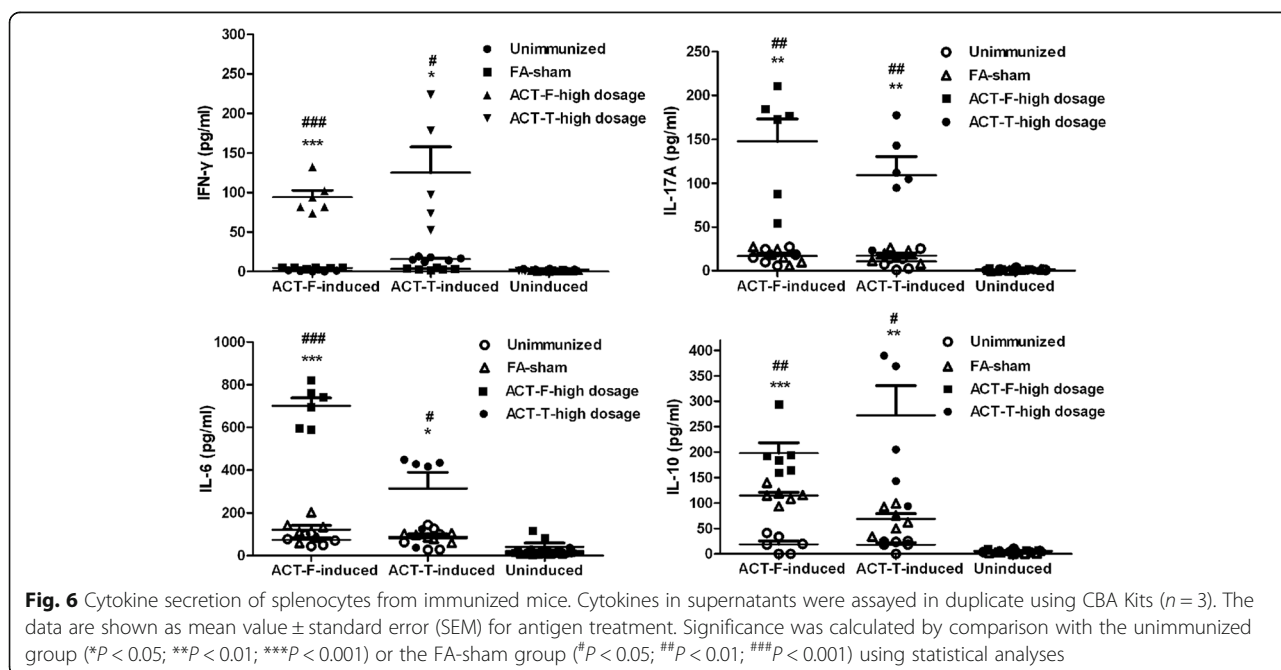 300
250
200
150
100
50
0
IFN-γ (pg/ml)
###
***
#
*
ACT-F-induced ACT-T-induced Uninduced
Unimmunized
FA-sham
ACT-F-high dosage
ACT-T-high dosage
250
200
150
100
50
0
IL-17A (pg/ml)
##
**
##
**
ACT-F-induced ACT-T-induced Uninduced
Unimmunized
FA-sham
ACT-F-high dosage
ACT-T-high dosage
1000
800
600
400
200
0
IL-6 (pg/ml)
###
***
#
*
ACT-F-induced ACT-T-induced Uninduced
Unimmunized
FA-sham
ACT-F-high dosage
ACT-T-high dosage
400
350
300
250
200
150
100
50
0
IL-10 (pg/ml)
##
***
#
**
ACT-F-induced ACT-T-induced Uninduced
Unimmunized
FA-sham
ACT-F-high dosage
ACT-T-high dosage
Fig. 6 Cytokine secretion of splenocytes from immunized mice. Cytokines in supernatants were assayed in duplicate using CBA Kits (n = 3). The
data are shown as mean value ± standard error (SEM) for antigen treatment. Significance was calculated by comparison with the unimmunized
group (*P < 0.05; **P < 0.01; ***P < 0.001) or the FA-sham group (#P < 0.05; ##P < 0.01; ###P < 0.001) using statistical analyses